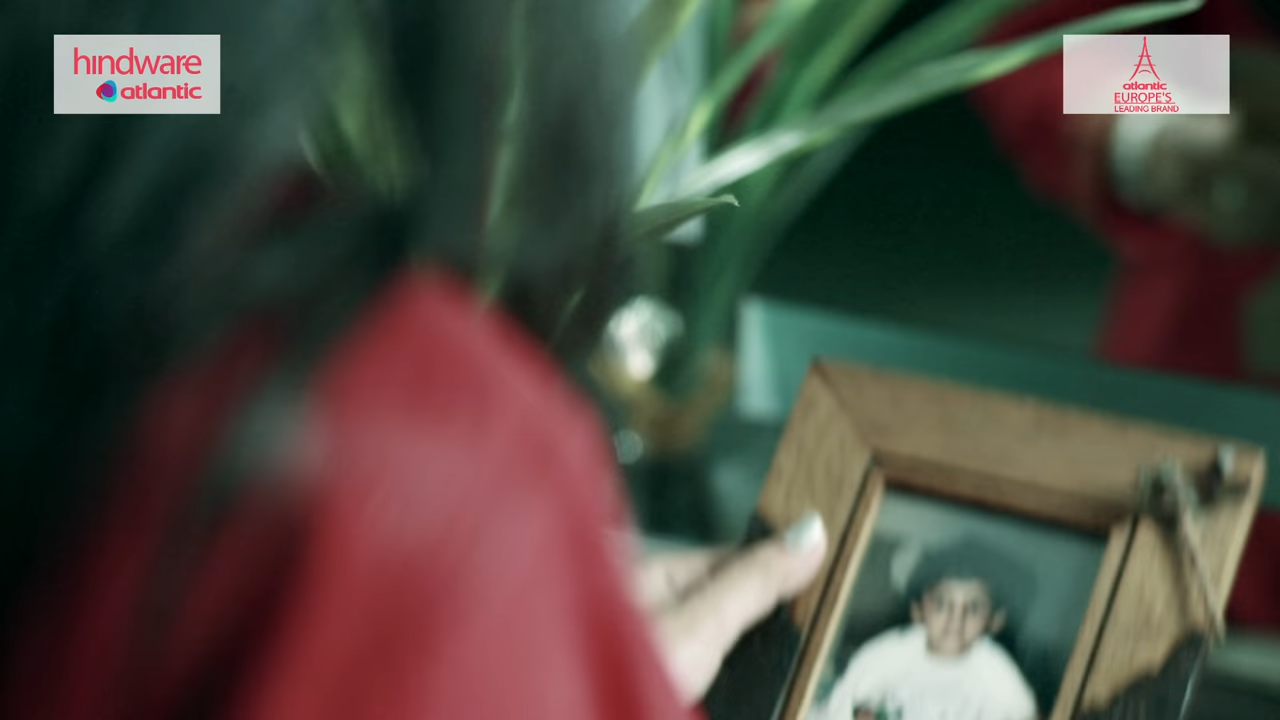 hindware
atlantic
atlantic
EUROPE'S
LEADING BRAND